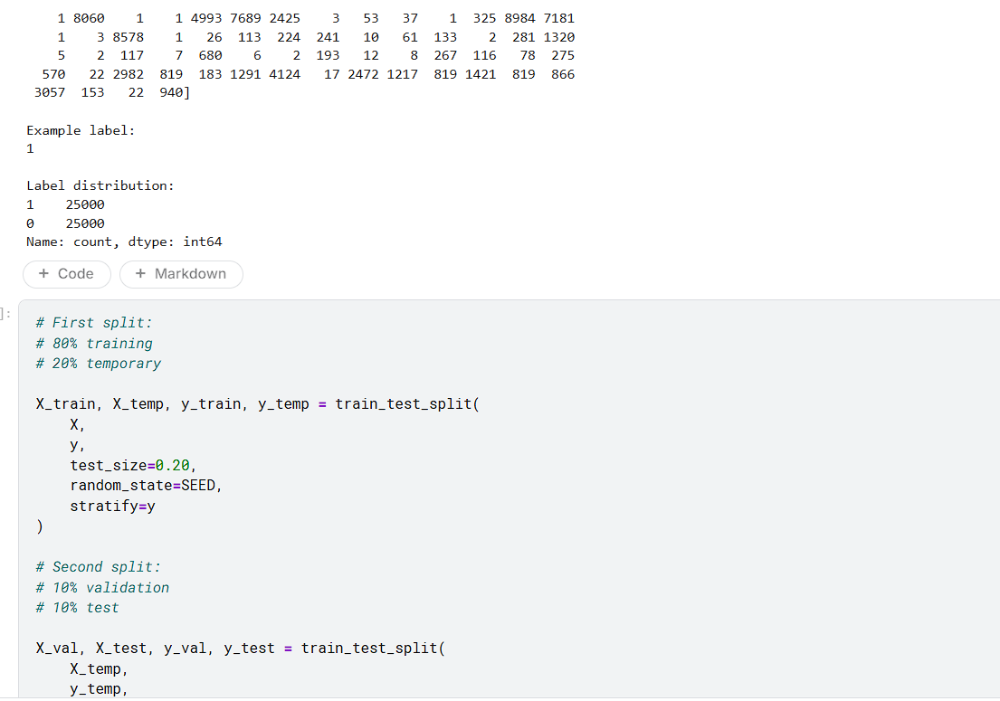 1 8060 1 1 4993 7689 2425 3 53 37 1 325 8984 7181
1 3 8578 1 26 113 224 241 10 61 133 2 281 1320
5 2 117 7 680 6 2 193 12 8 267 116 78 275
570 22 2982 819 183 1291 4124 17 2472 1217 819 1421 819 866
3057 153 22 940]
Example label:
1
Label distribution:
1 25000
0 25000
Name: count, dtype: int64
+ Code + Markdown
]:
# First split:
# 80% training
# 20% temporary
X_train, X_temp, y_train, y_temp = train_test_split(
X,
y,
test_size=0.20,
random_state=SEED,
stratify=y
)
# Second split:
# 10% validation
# 10% test
X_val, X_test, y_val, y_test = train_test_split(
X_temp,
y_temp,